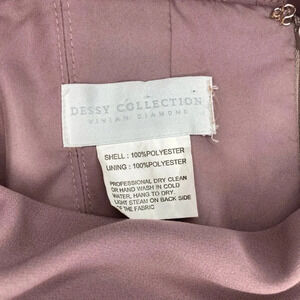 DESSY COLLECTION
VIVIAN DIAMOND
SHELL : 100%POLYESTER
LINING : 100%POLYESTER
PROFESSIONAL DRY CLEAN
OR HAND WASH IN COLD
WATER, HANG TO DRY.
LIGHT STEAM ON BACK SIDE
OF THE FABRIC